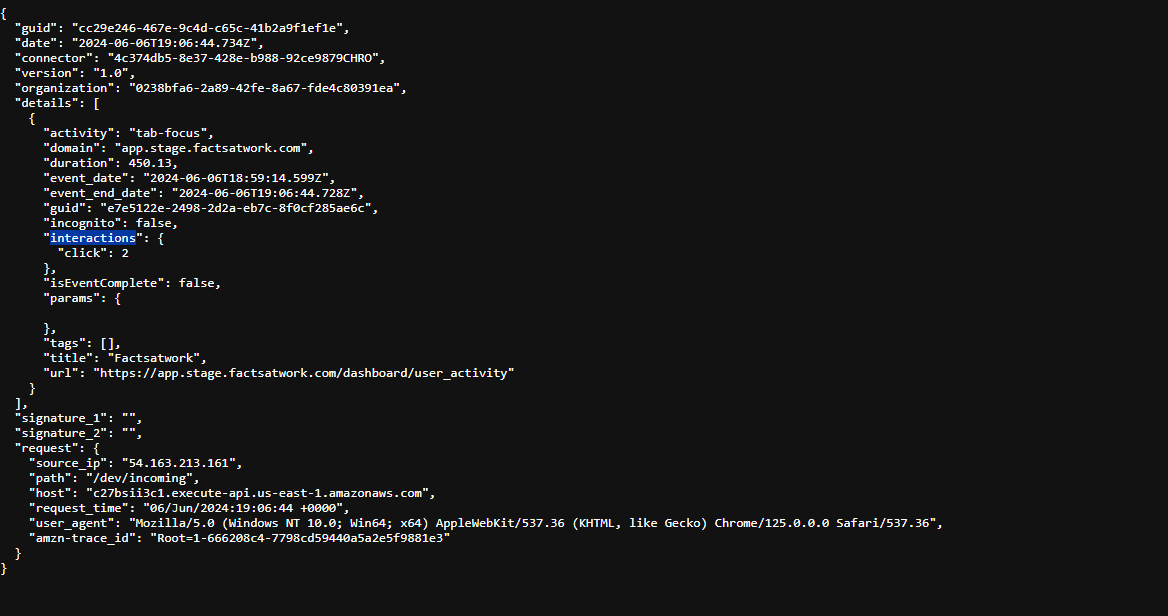 {
"guid": "cc29e246-467e-9c4d-c65c-41b2a9f1ef1e",
"date": "2024-06-06T19:06:44.734Z",
"connector": "4c374db5-8e37-428e-b988-92ce9879CHRO",
"version": "1.0",
"organization": "0238bfa6-2a89-42fe-8a67-fde4c80391ea",
"details": [
{
"activity": "tab-focus",
"domain": "app.stage.factsatwork.com",
"duration": 450.13,
"event_date": "2024-06-06T18:59:14.599Z",
"event_end_date": "2024-06-06T19:06:44.728Z",
"guid": "e7e5122e-2498-2d2a-eb7c-8f0cf285ae6c",
"incognito": false,
"interactions": {
"click": 2
},
"isEventComplete": false,
"params": {
},
"tags": [],
"title": "Factsatwork",
"url": "https://app.stage.factsatwork.com/dashboard/user_activity"
}
],
"signature_1": "",
"signature_2": "",
"request": {
"source_ip": "54.163.213.161",
"path": "/dev/incoming",
"host": "c27bsii3c1.execute-api.us-east-1.amazonaws.com",
"request_time": "06/Jun/2024:19:06:44 +0000",
"user_agent": "Mozilla/5.0 (Windows NT 10.0; Win64; x64) AppleWebKit/537.36 (KHTML, like Gecko) Chrome/125.0.0.0 Safari/537.36",
"amzn-trace_id": "Root=1-666208c4-7798cd59440a5a2e5f9881e3"
}
}